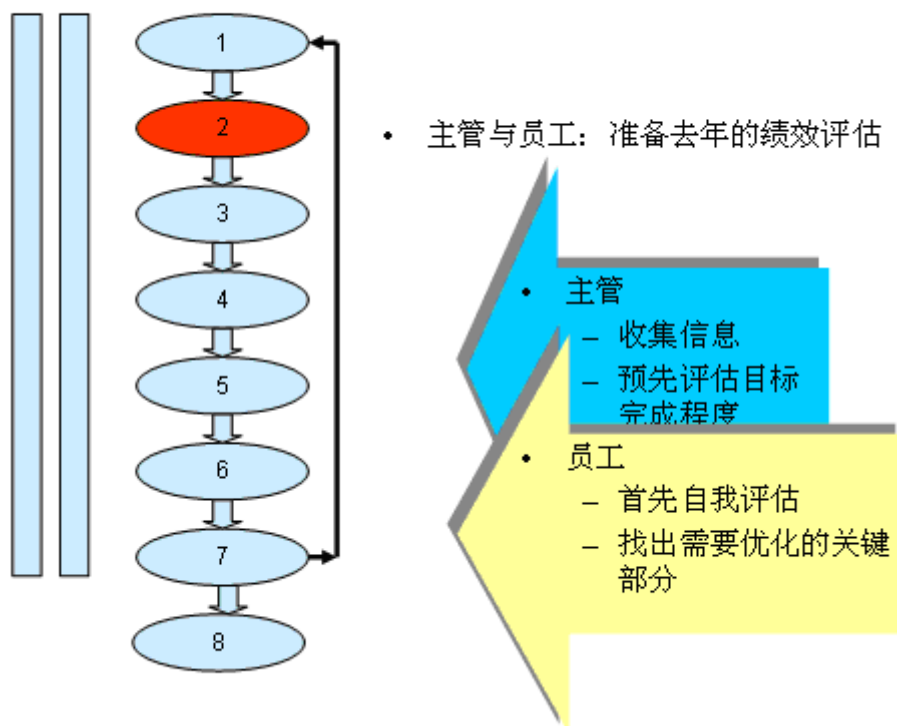 1
2
• 主管与员工：准备去年的绩效评估
3
4
5
6
7
8
• 主管
– 收集信息
– 预先评估目标
完成程度
• 员工
– 首先自我评估
– 找出需要优化的关键
部分